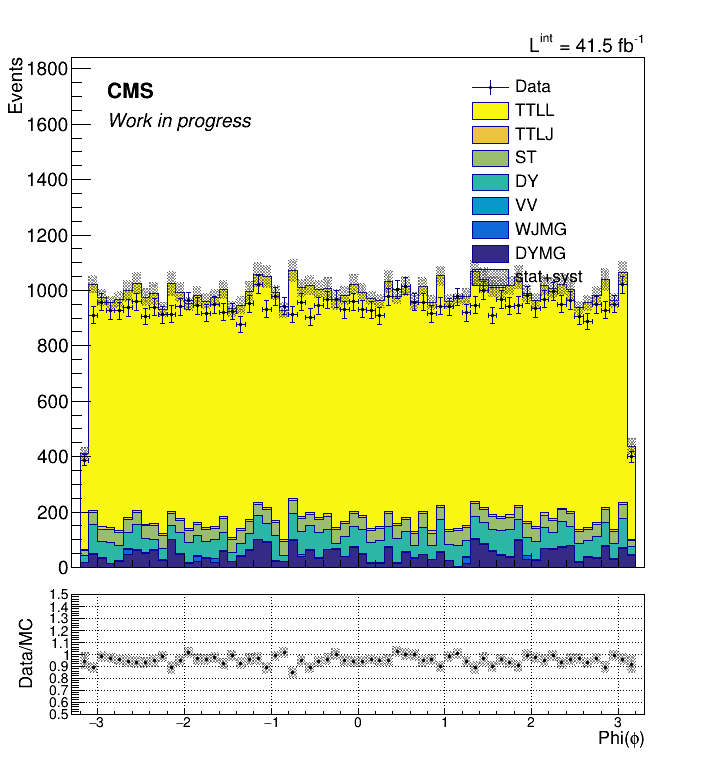 L^int = 41.5 fb^-1
Events
1800
1600
1400
1200
1000
800
600
400
200
0
CMS
Work in progress
Data
TTLL
TTLJ
ST
DY
VV
WJMG
DYMG
stat+syst
Data/MC
1.5
1.4
1.3
1.2
1.1
1
0.9
0.8
0.7
0.6
0.5
−3 −2 −1 0 1 2 3
Phi(ϕ)